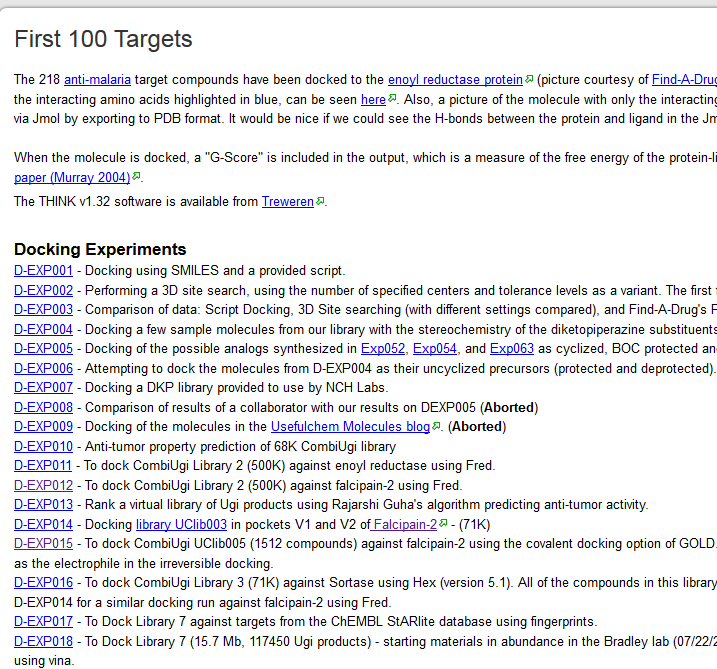 First 100 Targets
The 218 anti-malaria target compounds have been docked to the enoyl reductase protein (picture courtesy of Find-A-Drug
the interacting amino acids highlighted in blue, can be seen here. Also, a picture of the molecule with only the interacting
via Jmol by exporting to PDB format. It would be nice if we could see the H-bonds between the protein and ligand in the Jm
When the molecule is docked, a "G-Score" is included in the output, which is a measure of the free energy of the protein-li
paper (Murray 2004).
The THINK v1.32 software is available from Treweren.
Docking Experiments
D-EXP001 - Docking using SMILES and a provided script.
D-EXP002 - Performing a 3D site search, using the number of specified centers and tolerance levels as a variant. The first
D-EXP003 - Comparison of data: Script Docking, 3D Site searching (with different settings compared), and Find-A-Drug's F
D-EXP004 - Docking a few sample molecules from our library with the stereochemistry of the diketopiperazine substituents
D-EXP005 - Docking of the possible analogs synthesized in Exp052, Exp054, and Exp063 as cyclized, BOC protected an
D-EXP006 - Attempting to dock the molecules from D-EXP004 as their uncyclized precursors (protected and deprotected).
D-EXP007 - Docking a DKP library provided to use by NCH Labs.
D-EXP008 - Comparison of results of a collaborator with our results on DEXP005 (Aborted)
D-EXP009 - Docking of the molecules in the Usefulchem Molecules blog. (Aborted)
D-EXP010 - Anti-tumor property prediction of 68K CombiUgi library
D-EXP011 - To dock CombiUgi Library 2 (500K) against enoyl reductase using Fred.
D-EXP012 - To dock CombiUgi Library 2 (500K) against falcipain-2 using Fred.
D-EXP013 - Rank a virtual library of Ugi products using Rajarshi Guha's algorithm predicting anti-tumor activity.
D-EXP014 - Docking library UClib003 in pockets V1 and V2 of Falcipain-2 - (71K)
D-EXP015 - To dock CombiUgi UClib005 (1512 compounds) against falcipain-2 using the covalent docking option of GOLD.
as the electrophile in the irreversible docking.
D-EXP016 - To dock CombiUgi Library 3 (71K) against Sortase using Hex (version 5.1). All of the compounds in this library
D-EXP014 for a similar docking run against falcipain-2 using Fred.
D-EXP017 - To Dock Library 7 against targets from the ChEMBL StARlite database using fingerprints.
D-EXP018 - To Dock Library 7 (15.7 Mb, 117450 Ugi products) - starting materials in abundance in the Bradley lab (07/22/2
using vina.